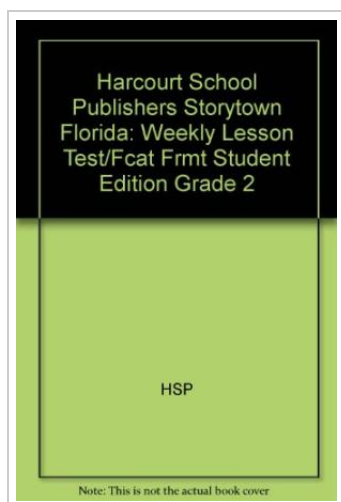 Harcourt School
Publishers Storytown
Florida: Weekly Lesson
Test/Fcat Frmt Student
Edition Grade 2
HSP
Note: This is not the actual book cover